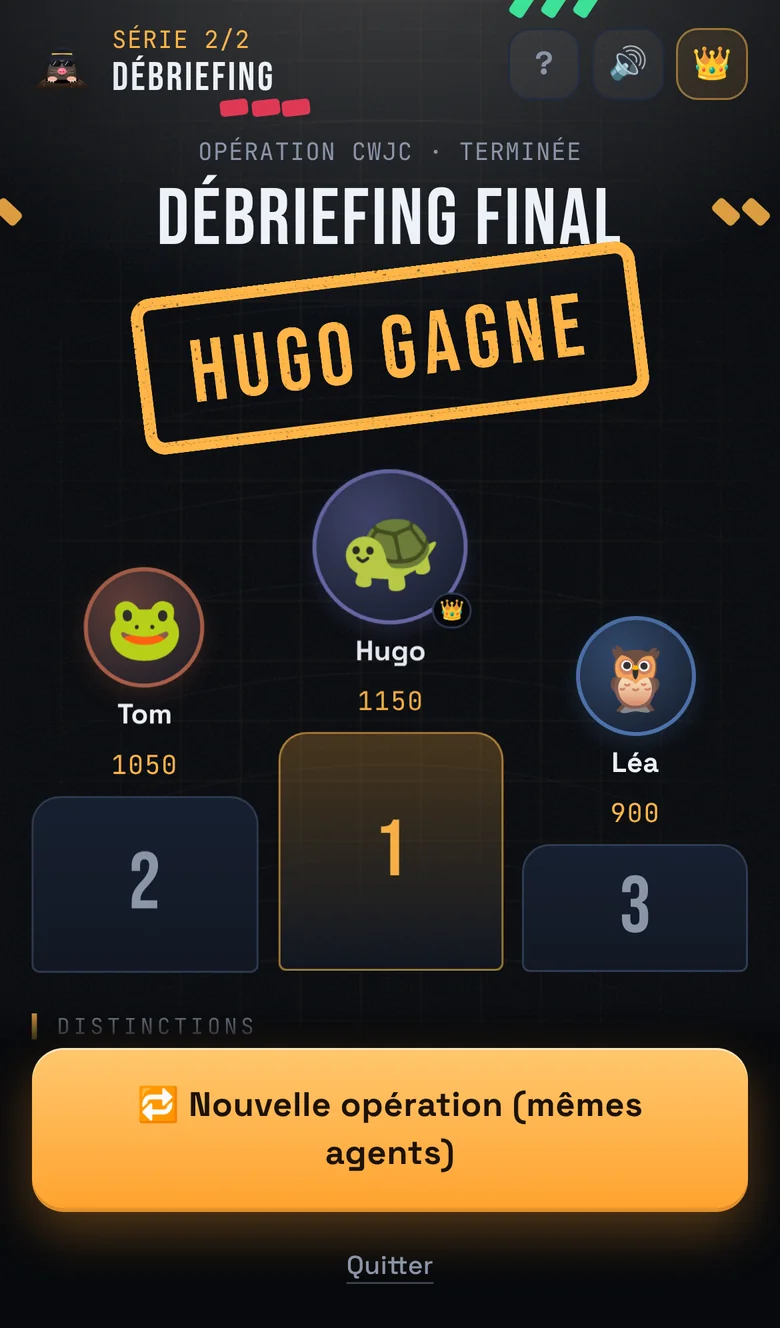 SÉRIE 2/2
DÉBRIEFING
?
OPÉRATION CWJC · TERMINÉE
DÉBRIEFING FINAL
HUGO GAGNE
Hugo
1150
Tom
1050
Léa
900
1
2
3
DISTINCTIONS
Nouvelle opération (mêmes
agents)
Quitter